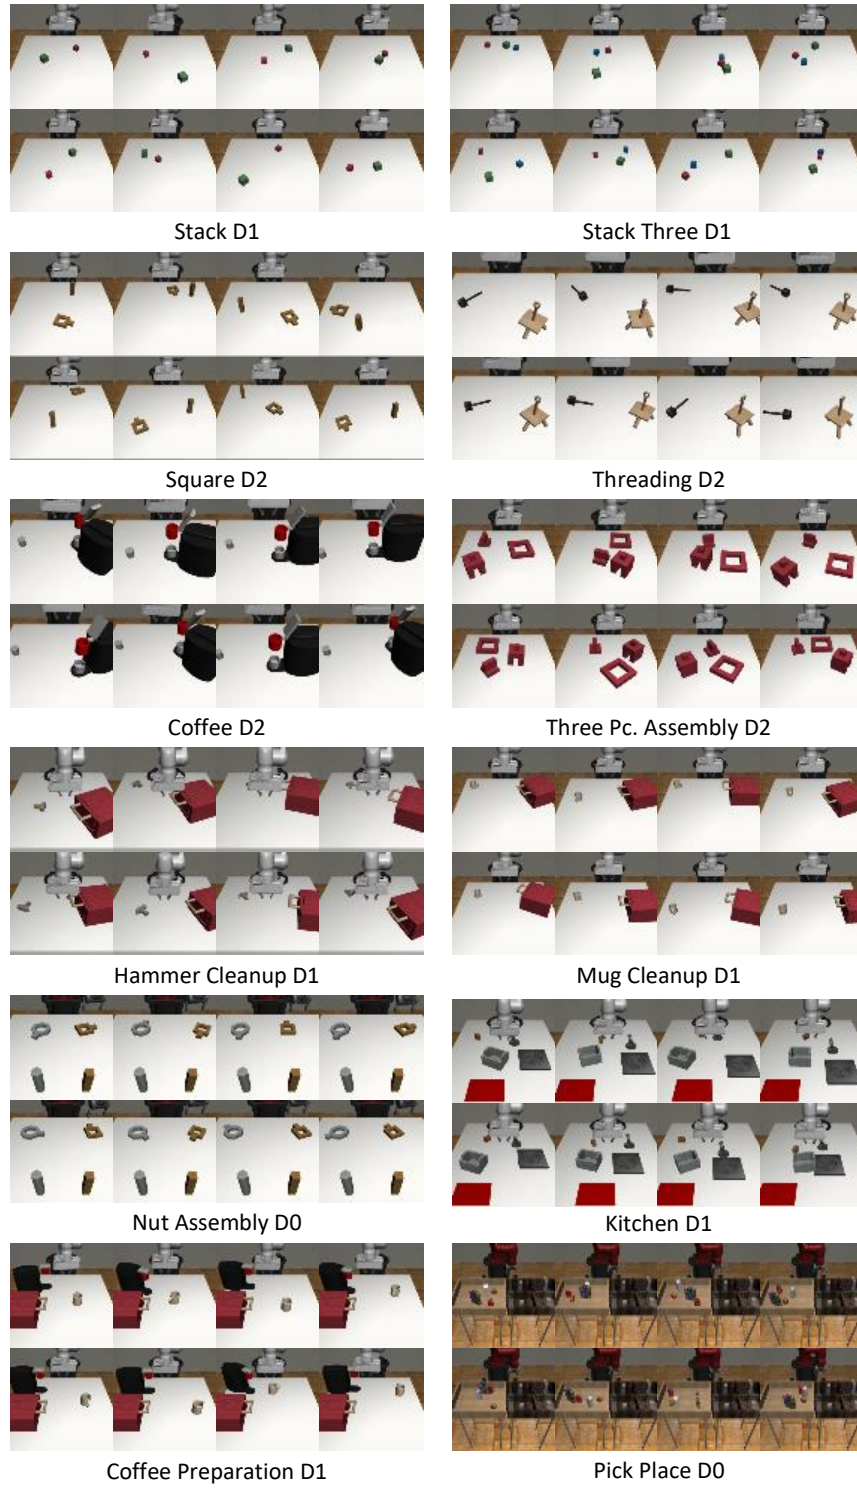 Stack D1
Stack Three D1
Square D2
Threading D2
Coffee D2
Three Pc. Assembly D2
Hammer Cleanup D1
Mug Cleanup D1
Nut Assembly D0
Kitchen D1
Coffee Preparation D1
Pick Place D0